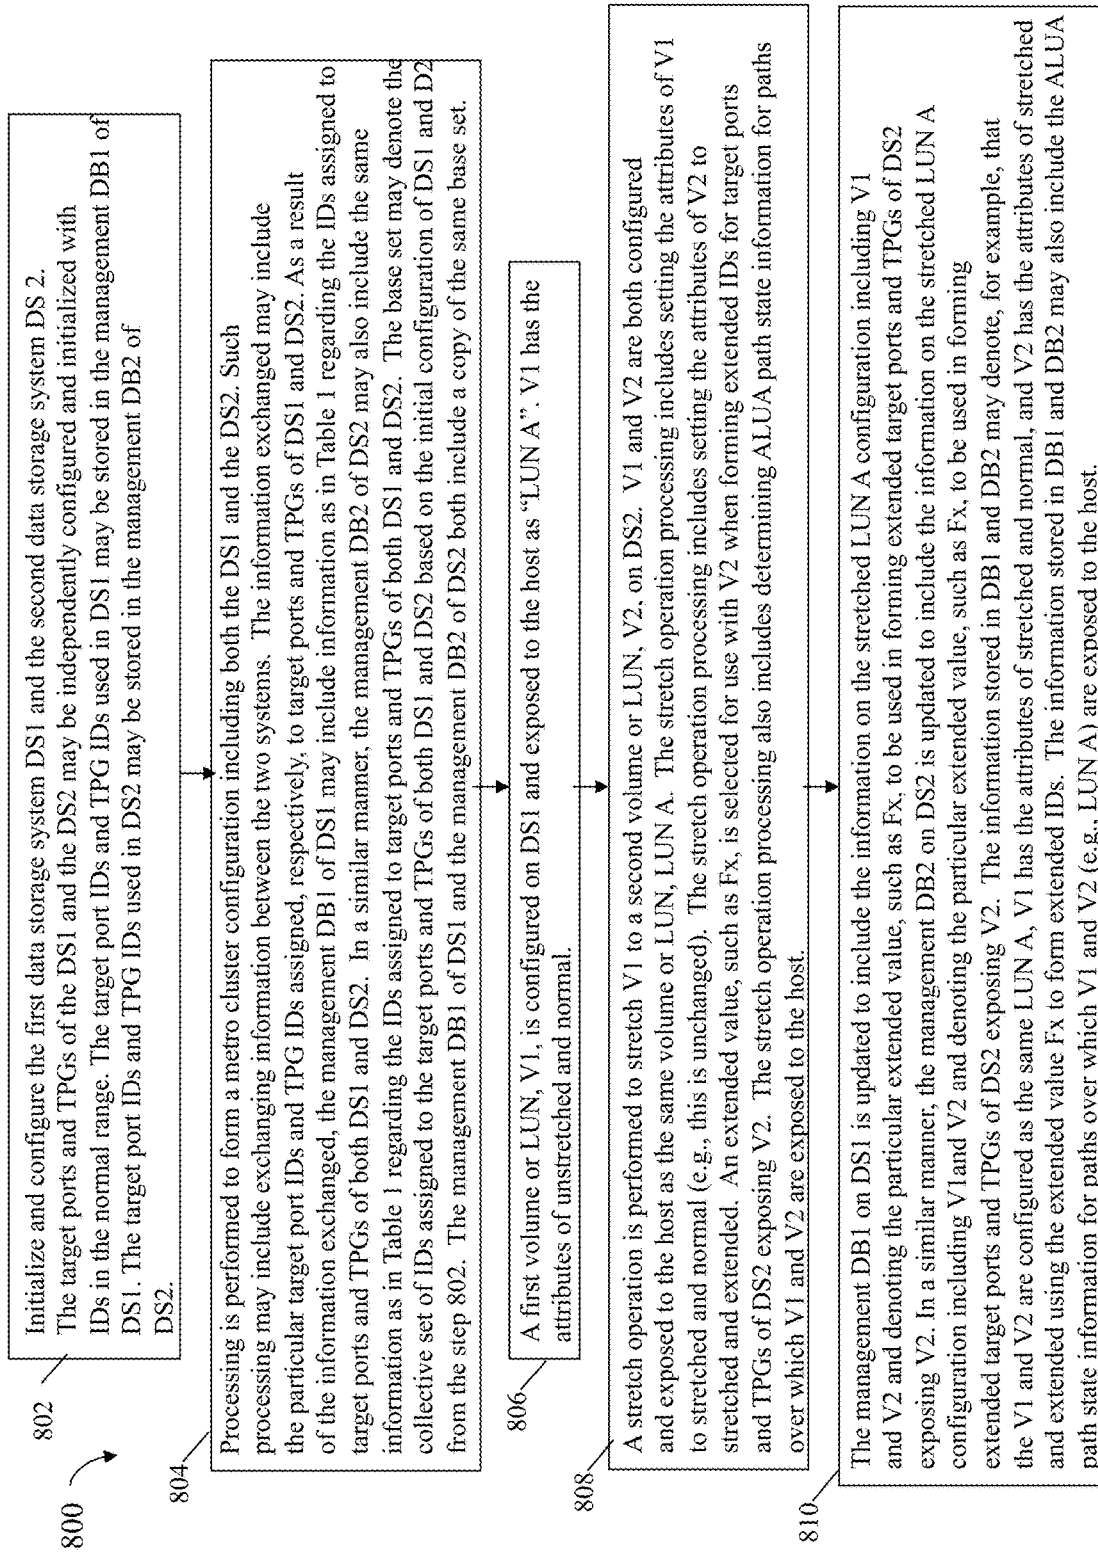 800
802
Initialize and configure the first data storage system DS1 and the second data storage system DS 2.
The target ports and TPGs of the DS1 and the DS2 may be independently configured and initialized with
IDs in the normal range. The target port IDs and TPG IDs used in DS1 may be stored in the management DB1 of
DS1. The target port IDs and TPG IDs used in DS2 may be stored in the management DB2 of
DS2.
804
Processing is performed to form a metro cluster configuration including both the DS1 and the DS2. Such
processing may include exchanging information between the two systems. The information exchanged may include
the particular target port IDs and TPG IDs assigned, respectively, to target ports and TPGs of DS1 and DS2. As a result
of the information exchanged, the management DB1 of DS1 may include information as in Table 1 regarding the IDs assigned to
target ports and TPGs of both DS1 and DS2. In a similar manner, the management DB2 of DS2 may also include the same
information as in Table 1 regarding the IDs assigned to target ports and TPGs of both DS1 and DS2. The base set may denote the
collective set of IDs assigned to the target ports and TPGs of both DS1 and DS2 based on the initial configuration of DS1 and D2
from the step 802. The management DB1 of DS1 and the management DB2 of DS2 both include a copy of the same base set.
806
A first volume or LUN, V1, is configured on DS1 and exposed to the host as “LUN A”. V1 has the
attributes of unstretched and normal.
808
A stretch operation is performed to stretch V1 to a second volume or LUN, V2, on DS2. V1 and V2 are both configured
and exposed to the host as the same volume or LUN, LUN A. The stretch operation processing includes setting the attributes of V1
to stretched and normal (e.g., this is unchanged). The stretch operation processing includes setting the attributes of V2 to
stretched and extended. An extended value, such as Fx, is selected for use with V2 when forming extended IDs for target ports
and TPGs of DS2 exposing V2. The stretch operation processing also includes determining ALUA path state information for paths
over which V1 and V2 are exposed to the host.
810
The management DB1 on DS1 is updated to include the information on the stretched LUN A configuration including V1
and V2 and denoting the particular extended value, such as Fx, to be used in forming extended target ports and TPGs of DS2
exposing V2. In a similar manner, the management DB2 on DS2 is updated to include the information on the stretched LUN A
configuration including V1and V2 and denoting the particular extended value, such as Fx, to be used in forming
extended target ports and TPGs of DS2 exposing V2. The information stored in DB1 and DB2 may denote, for example, that
the V1 and V2 are configured as the same LUN A, V1 has the attributes of stretched and normal, and V2 has the attributes of stretched
and extended using the extended value Fx to form extended IDs. The information stored in DB1 and DB2 may also include the ALUA
path state information for paths over which V1 and V2 (e.g., LUN A) are exposed to the host.